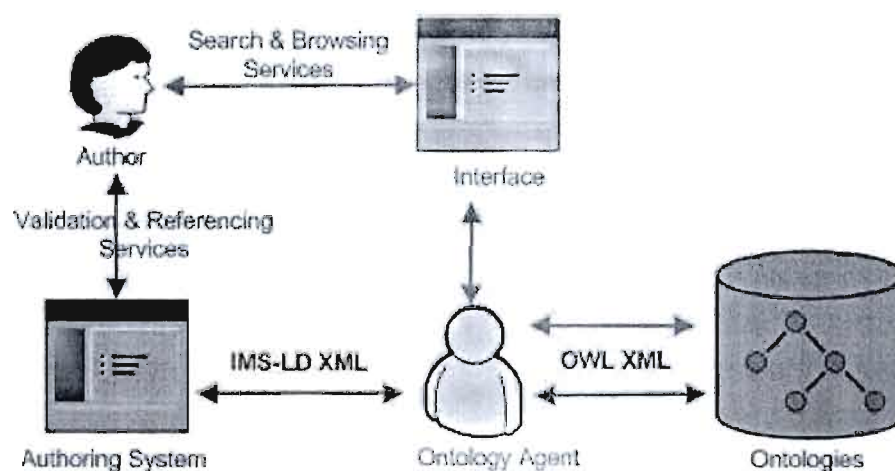 Search & Browsing
Services
Author
Interface
Validation & Referencing
Services
IMS-LD XML
OWL XML
Authoring System
Ontology Agent
Ontologies